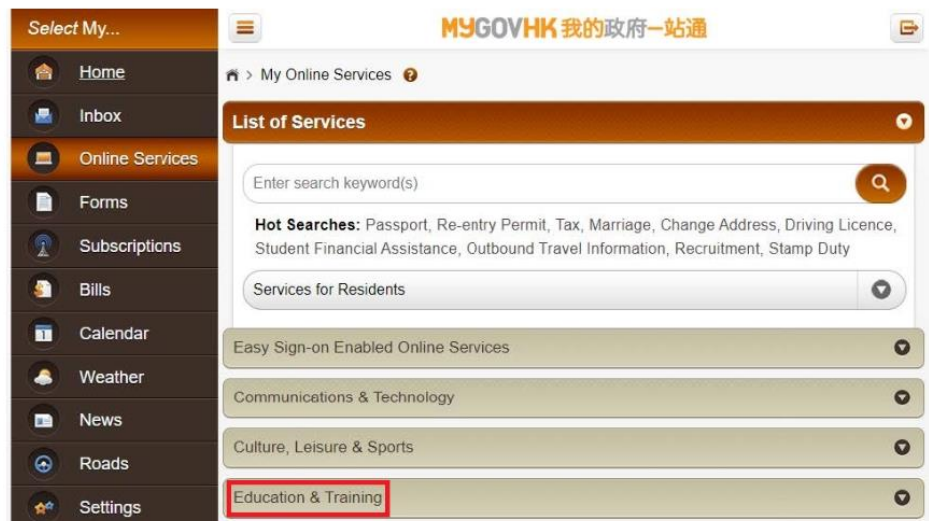 Select My...
Home
Inbox
Online Services
Forms
Subscriptions
Bills
Calendar
Weather
News
Roads
Settings
MYGOVHK 我的政府一站通
> My Online Services ?
List of Services
Enter search keyword(s)
Hot Searches: Passport, Re-entry Permit, Tax, Marriage, Change Address, Driving Licence,
Student Financial Assistance, Outbound Travel Information, Recruitment, Stamp Duty
Services for Residents
Easy Sign-on Enabled Online Services
Communications & Technology
Culture, Leisure & Sports
Education & Training